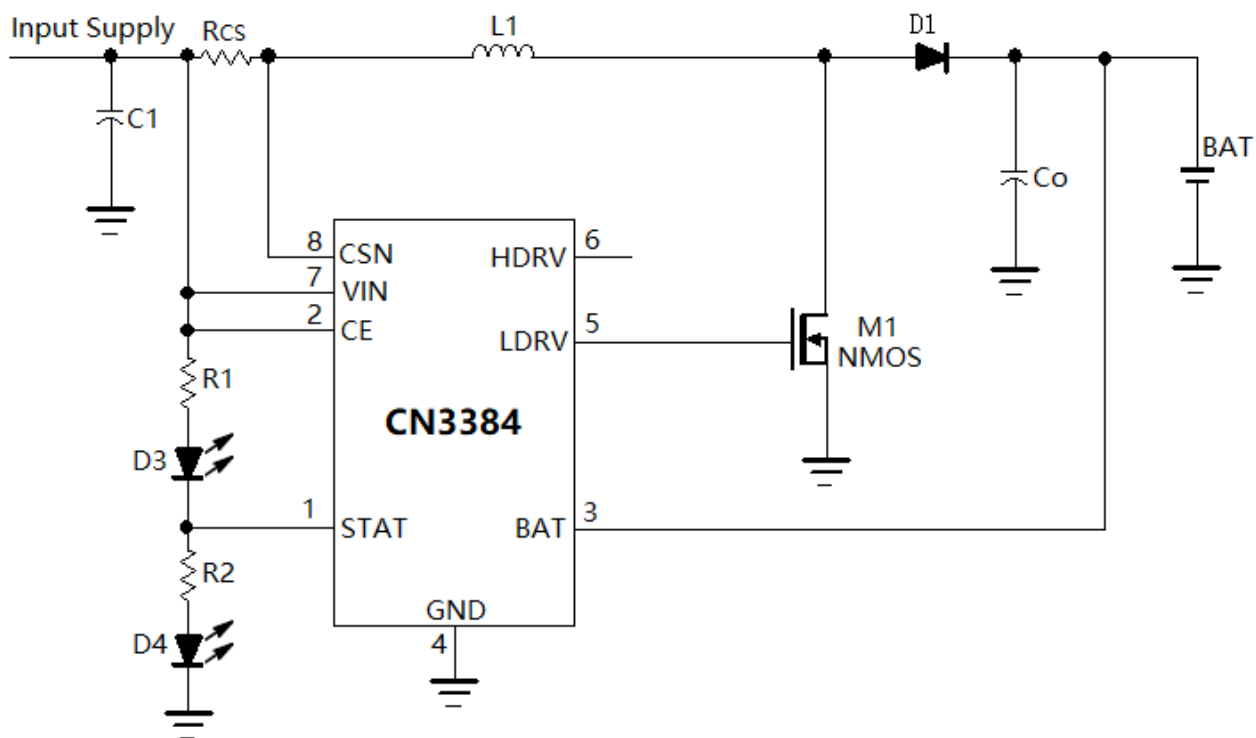 Input Supply
RCS
L1
D1
C1
Co
BAT
8
CSN
HDRV
6
7
VIN
2
CE
LDRV
5
M1
NMOS
R1
CN3384
D3
1
STAT
BAT
3
R2
GND
4
D4